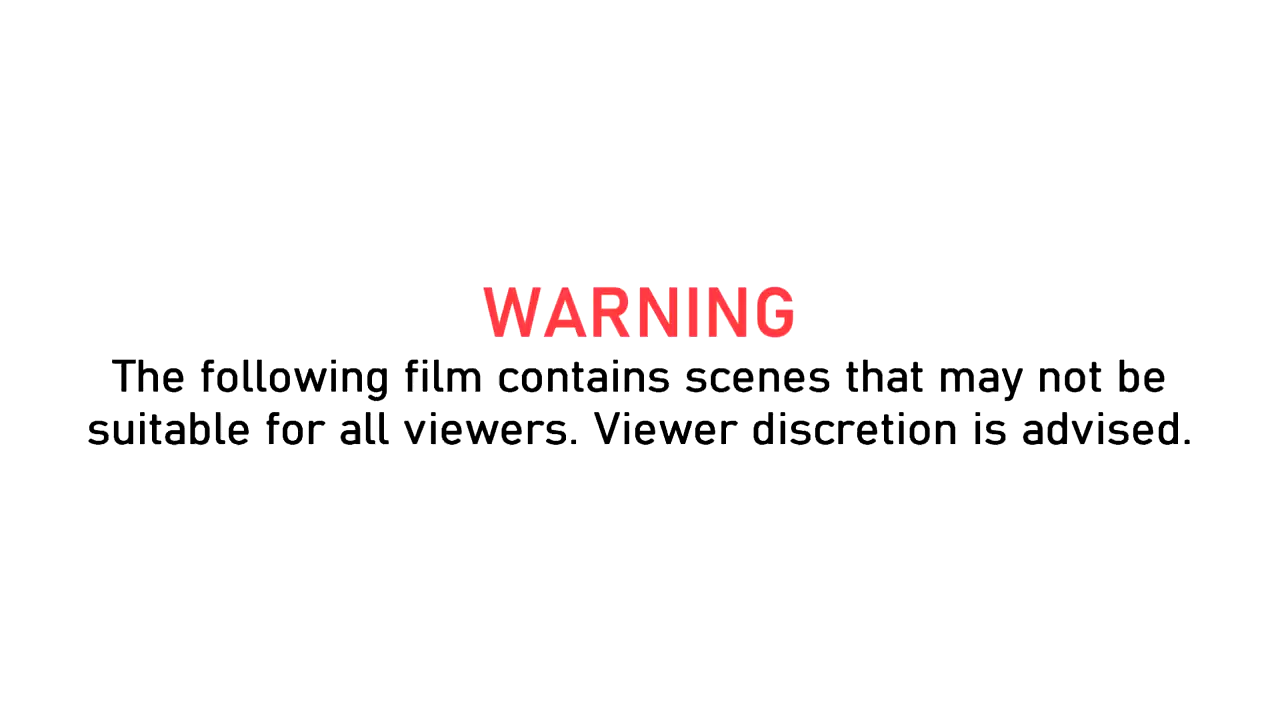 WARNING
The following film contains scenes that may not be
suitable for all viewers. Viewer discretion is advised.